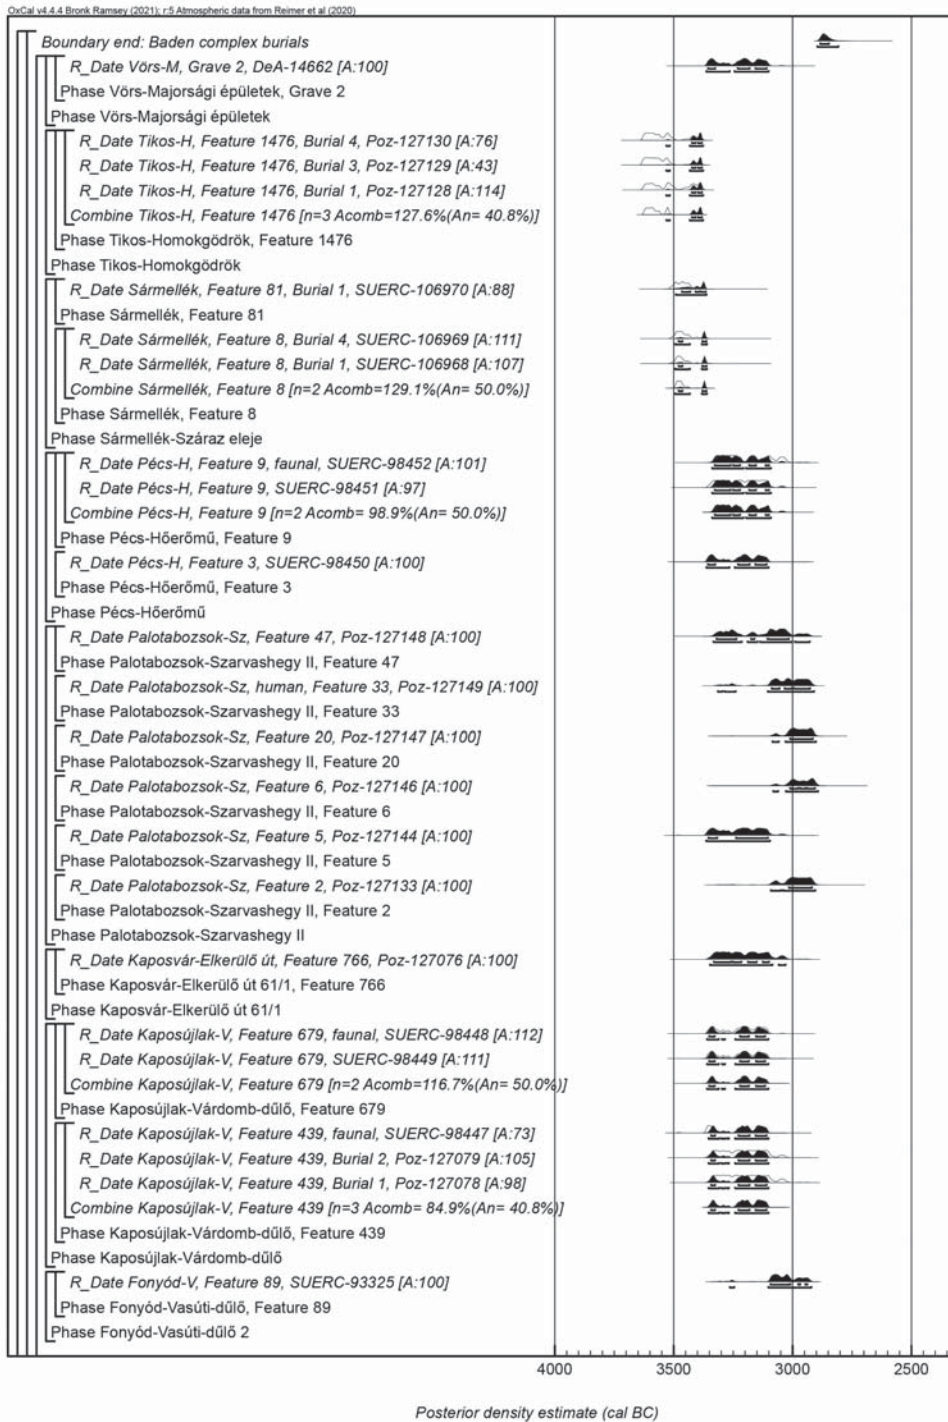 OxCal v4.4.4 Bronk Ramsey (2021); r:5 Atmospheric data from Reimer et al (2020)
Boundary end: Baden complex burials
R_Date Vörs-M, Grave 2, DeA-14662 [A:100]
Phase Vörs-Majorsági épületek, Grave 2
Phase Vörs-Majorsági épületek
R_Date Tikos-H, Feature 1476, Burial 4, Poz-127130 [A:76]
R_Date Tikos-H, Feature 1476, Burial 3, Poz-127129 [A:43]
R_Date Tikos-H, Feature 1476, Burial 1, Poz-127128 [A:114]
Combine Tikos-H, Feature 1476 [n=3 Acomb=127.6%(An= 40.8%)]
Phase Tikos-Homokgödrök, Feature 1476
Phase Tikos-Homokgödrök
R_Date Sármellék, Feature 81, Burial 1, SUERC-106970 [A:88]
Phase Sármellék, Feature 81
R_Date Sármellék, Feature 8, Burial 4, SUERC-106969 [A:111]
R_Date Sármellék, Feature 8, Burial 1, SUERC-106968 [A:107]
Combine Sármellék, Feature 8 [n=2 Acomb=129.1%(An= 50.0%)]
Phase Sármellék, Feature 8
Phase Sármellék-Száraz eleje
R_Date Pécs-H, Feature 9, faunal, SUERC-98452 [A:101]
R_Date Pécs-H, Feature 9, SUERC-98451 [A:97]
Combine Pécs-H, Feature 9 [n=2 Acomb= 98.9%(An= 50.0%)]
Phase Pécs-Hőerőmű, Feature 9
R_Date Pécs-H, Feature 3, SUERC-98450 [A:100]
Phase Pécs-Hőerőmű, Feature 3
Phase Pécs-Hőerőmű
R_Date Palotabozsok-Sz, Feature 47, Poz-127148 [A:100]
Phase Palotabozsok-Szarvashegy II, Feature 47
R_Date Palotabozsok-Sz, human, Feature 33, Poz-127149 [A:100]
Phase Palotabozsok-Szarvashegy II, Feature 33
R_Date Palotabozsok-Sz, Feature 20, Poz-127147 [A:100]
Phase Palotabozsok-Szarvashegy II, Feature 20
R_Date Palotabozsok-Sz, Feature 6, Poz-127146 [A:100]
Phase Palotabozsok-Szarvashegy II, Feature 6
R_Date Palotabozsok-Sz, Feature 5, Poz-127144 [A:100]
Phase Palotabozsok-Szarvashegy II, Feature 5
R_Date Palotabozsok-Sz, Feature 2, Poz-127133 [A:100]
Phase Palotabozsok-Szarvashegy II, Feature 2
Phase Palotabozsok-Szarvashegy II
R_Date Kaposvár-Elkerülő út, Feature 766, Poz-127076 [A:100]
Phase Kaposvár-Elkerülő út 61/1, Feature 766
Phase Kaposvár-Elkerülő út 61/1
R_Date Kaposújlak-V, Feature 679, faunal, SUERC-98448 [A:112]
R_Date Kaposújlak-V, Feature 679, SUERC-98449 [A:111]
Combine Kaposújlak-V, Feature 679 [n=2 Acomb=116.7%(An= 50.0%)]
Phase Kaposújlak-Várdomb-dűlő, Feature 679
R_Date Kaposújlak-V, Feature 439, faunal, SUERC-98447 [A:73]
R_Date Kaposújlak-V, Feature 439, Burial 2, Poz-127079 [A:105]
R_Date Kaposújlak-V, Feature 439, Burial 1, Poz-127078 [A:98]
Combine Kaposújlak-V, Feature 439 [n=3 Acomb= 84.9%(An= 40.8%)]
Phase Kaposújlak-Várdomb-dűlő, Feature 439
Phase Kaposújlak-Várdomb-dűlő
R_Date Fonyód-V, Feature 89, SUERC-93325 [A:100]
Phase Fonyód-Vasúti-dűlő, Feature 89
Phase Fonyód-Vasúti-dűlő 2
4000 3500 3000 2500
Posterior density estimate (cal BC)